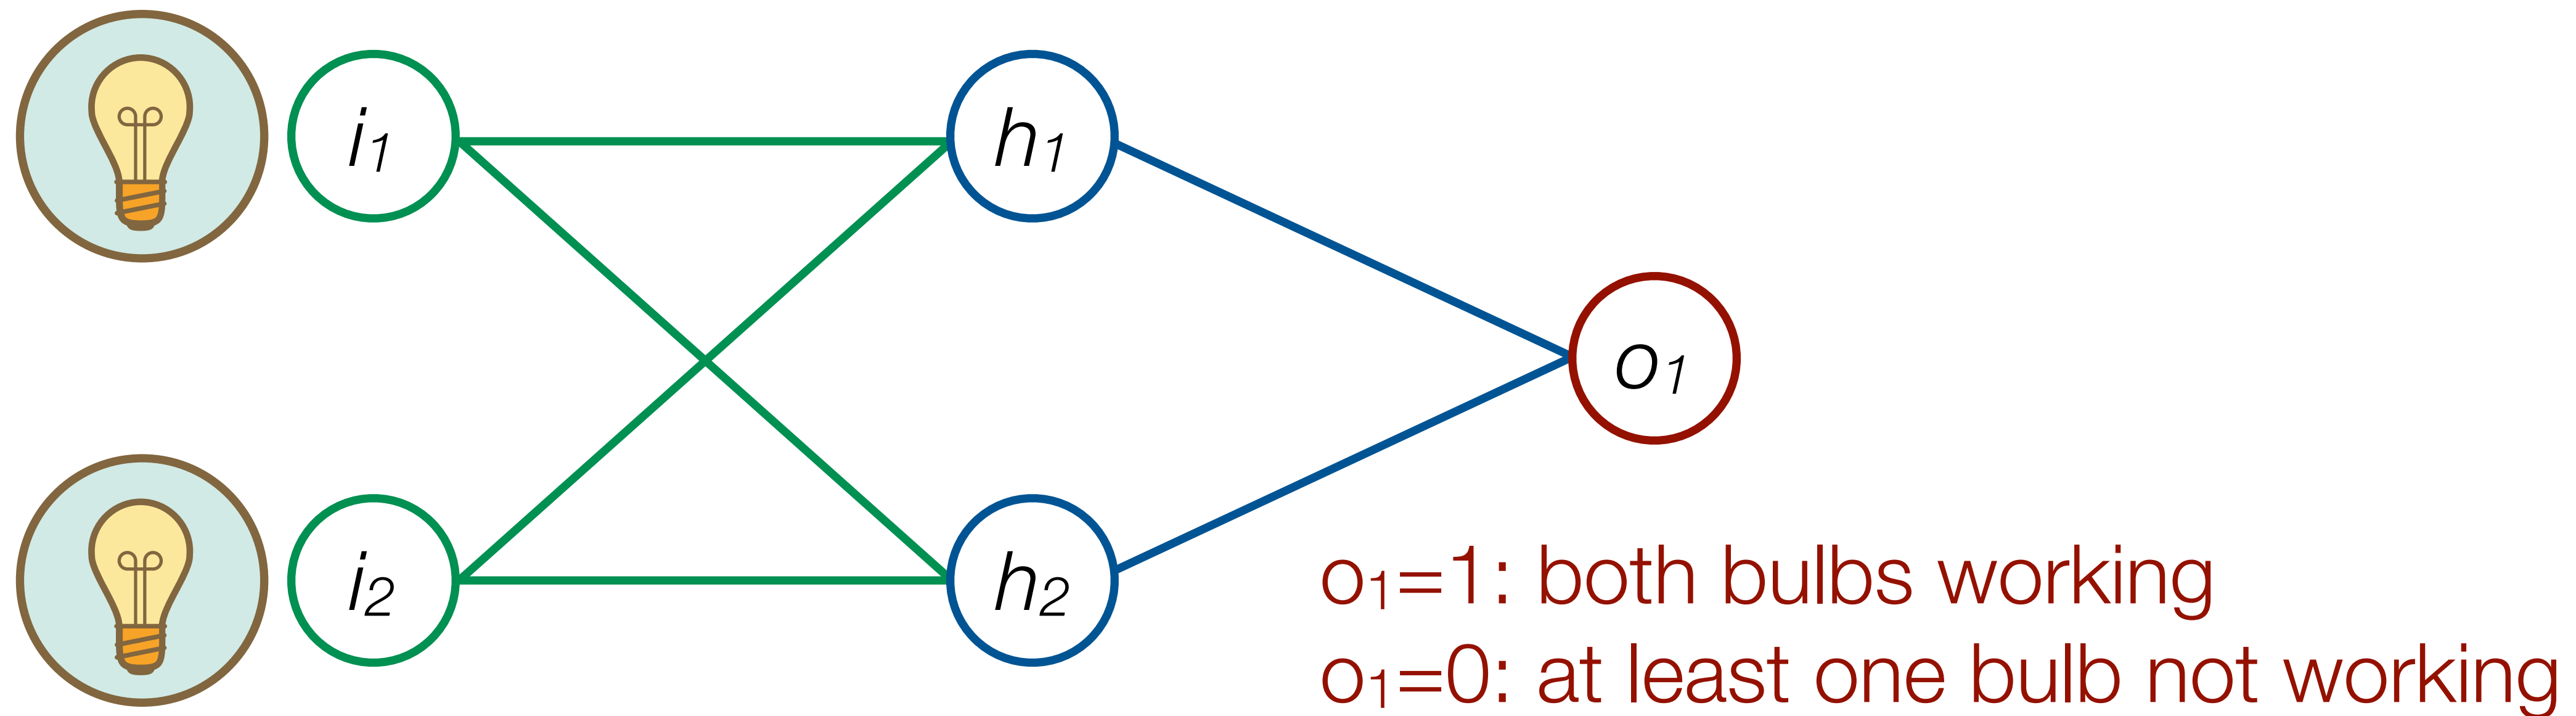 i1
h1
o1
i2
h2
o1=1: both bulbs working
o1=0: at least one bulb not working